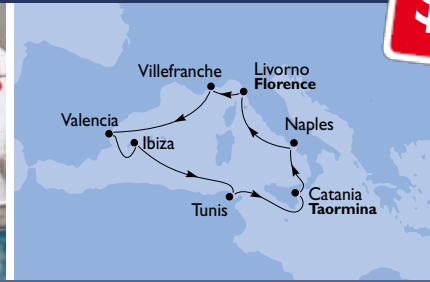 Villefranche
Livorno
Florence
Valencia
Ibiza
Naples
Tunis
Catania
Taormina